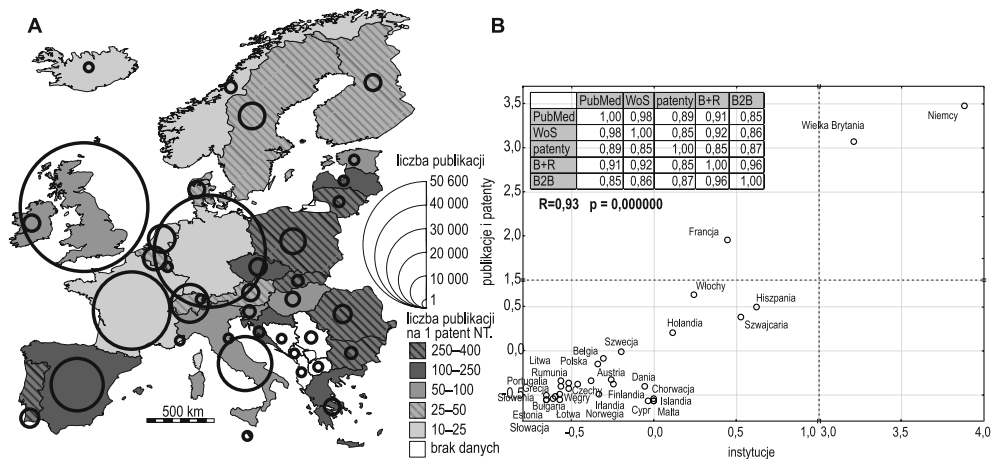 A
liczba publikacji
50 600
40 000
30 000
20 000
10 000
1
liczba publikacji
na 1 patent NT.
250–400
100–250
50–100
25–50
10–25
brak danych
500 km
B
PubMed WoS patenty B+R B2B
PubMed 1,00 0,98 0,89 0,91 0,85
WoS 0,98 1,00 0,85 0,92 0,86
patenty 0,89 0,85 1,00 0,85 0,87
B+R 0,91 0,92 0,85 1,00 0,96
B2B 0,85 0,86 0,87 0,96 1,00
R=0,93 p = 0,000000
publikacje i patenty
3,5
3,0
2,5
2,0
1,5
0,5
0,0
-0,5
Niemcy
Wielka Brytania
Francja
Włochy
Hiszpania
Szwajcaria
Holandia
Szwecja
Belgia
Litwa Polska
Rumunia Austria
Portugalia Dania
Grecja Czechy Finlandia Chorwacja
Słowenia Węgry Islandia
Bułgaria Irlandia
Estonia Łotwa Norwegia Cypr Malta
Słowacja
-0,5 0,0 0,5 1,0 3,0 3,5 4,0
instytucje